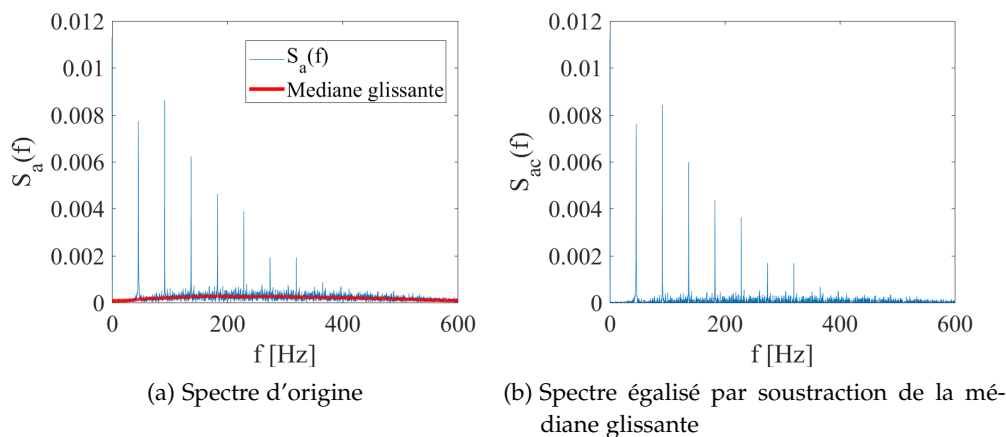 0.012
0.01
0.008
0.006
0.004
0.002
0
S_a(f)
S_a(f)
Mediane glissante
0 200 400 600
f [Hz]
(a) Spectre d'origine
0.012
0.01
0.008
0.006
0.004
0.002
0
S_ac(f)
0 200 400 600
f [Hz]
(b) Spectre égalisé par soustraction de la mé-
diane glissante